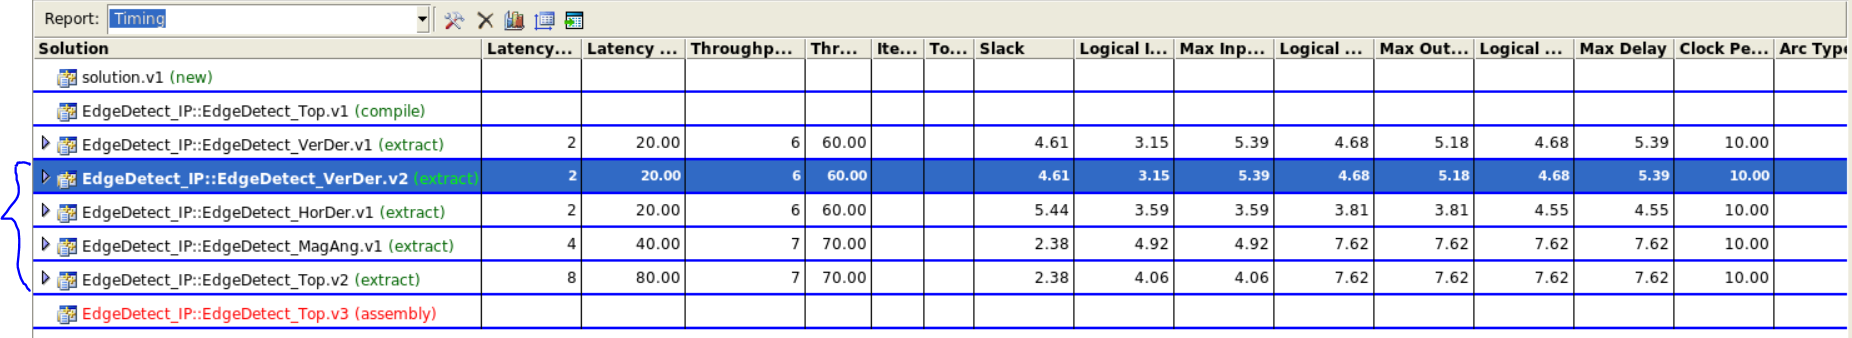 Report: Timing
Solution Latency... Latency ... Throughp... Thr... Ite... To... Slack Logical I... Max Inp... Logical ... Max Out... Logical ... Max Delay Clock Pe... Arc Type
solution.v1 (new)
EdgeDetect_IP::EdgeDetect_Top.v1 (compile)
EdgeDetect_IP::EdgeDetect_VerDer.v1 (extract) 2 20.00 6 60.00 4.61 3.15 5.39 4.68 5.18 4.68 5.39 10.00
EdgeDetect_IP::EdgeDetect_VerDer.v2 (extract) 2 20.00 6 60.00 4.61 3.15 5.39 4.68 5.18 4.68 5.39 10.00
EdgeDetect_IP::EdgeDetect_HorDer.v1 (extract) 2 20.00 6 60.00 5.44 3.59 3.59 3.81 3.81 4.55 4.55 10.00
EdgeDetect_IP::EdgeDetect_MagAng.v1 (extract) 4 40.00 7 70.00 2.38 4.92 4.92 7.62 7.62 7.62 7.62 10.00
EdgeDetect_IP::EdgeDetect_Top.v2 (extract) 8 80.00 7 70.00 2.38 4.06 4.06 7.62 7.62 7.62 7.62 10.00
EdgeDetect_IP::EdgeDetect_Top.v3 (assembly)